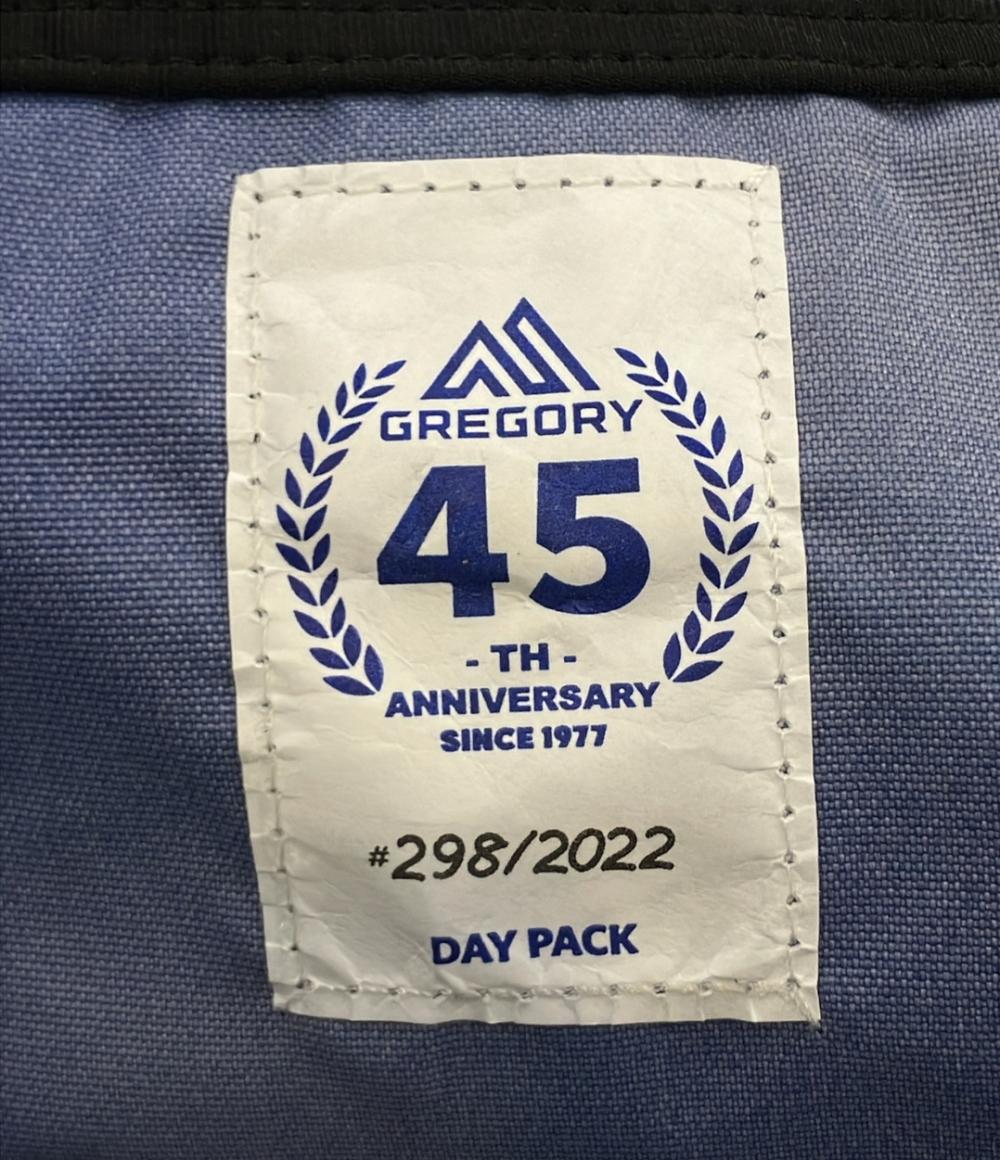 GREGORY
45
- TH -
ANNIVERSARY
SINCE 1977
#298/2022
DAY PACK